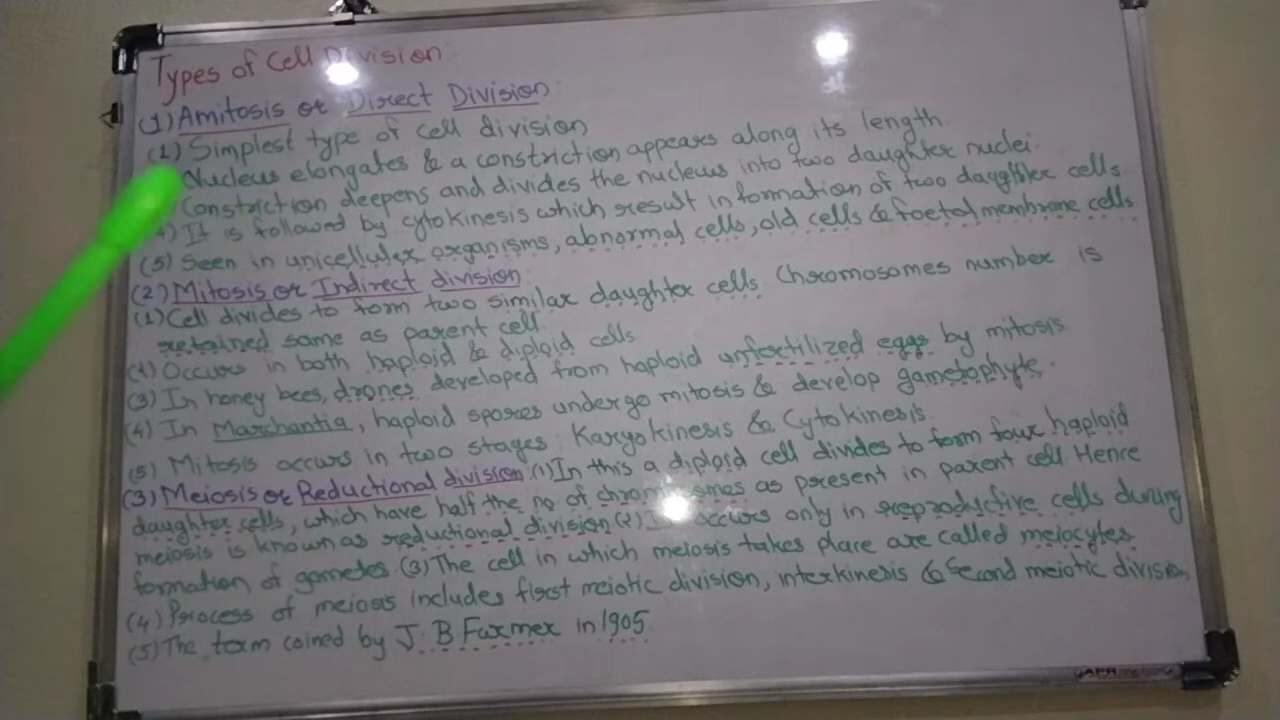 Types of Cell Division
(1) Amitosis or Direct Division
(1) Simplest type of cell division
Nucleus elongates & a constriction appears along its length.
Constriction deepens and divides the nucleus into two daughter nuclei.
) It is followed by cytokinesis which result in formation of two daughter cells.
(5) Seen in unicellular organisms, abnormal cells, old cells & foetal membrane cells
(2) Mitosis or Indirect division
(1) Cell divides to form two similar daughter cells. Chromosomes number is
retained same as parent cell.
Occurs in both haploid & diploid cells
(3) In honey bees, drones developed from haploid unfertilized eggs by mitosis.
(4) In Marchantia, haploid spores undergo mitosis & develop gametophyte.
(5) Mitosis occurs in two stages: Karyokinesis & Cytokinesis.
(3) Meiosis or Reductional division (1) In this a diploid cell divides to form four haploid
daughter cells, which have half the no of chromosomes as present in parent cell. Hence
meiosis is known as reductional division (2) It occurs only in reproductive cells during
formation of gametes (3) The cell in which meiosis takes place are called meiocytes.
(4) Process of meiosis includes first meiotic division, interkinesis & Second meiotic division,
(5) The term coined by J. B. Farmer in 1905.
APR